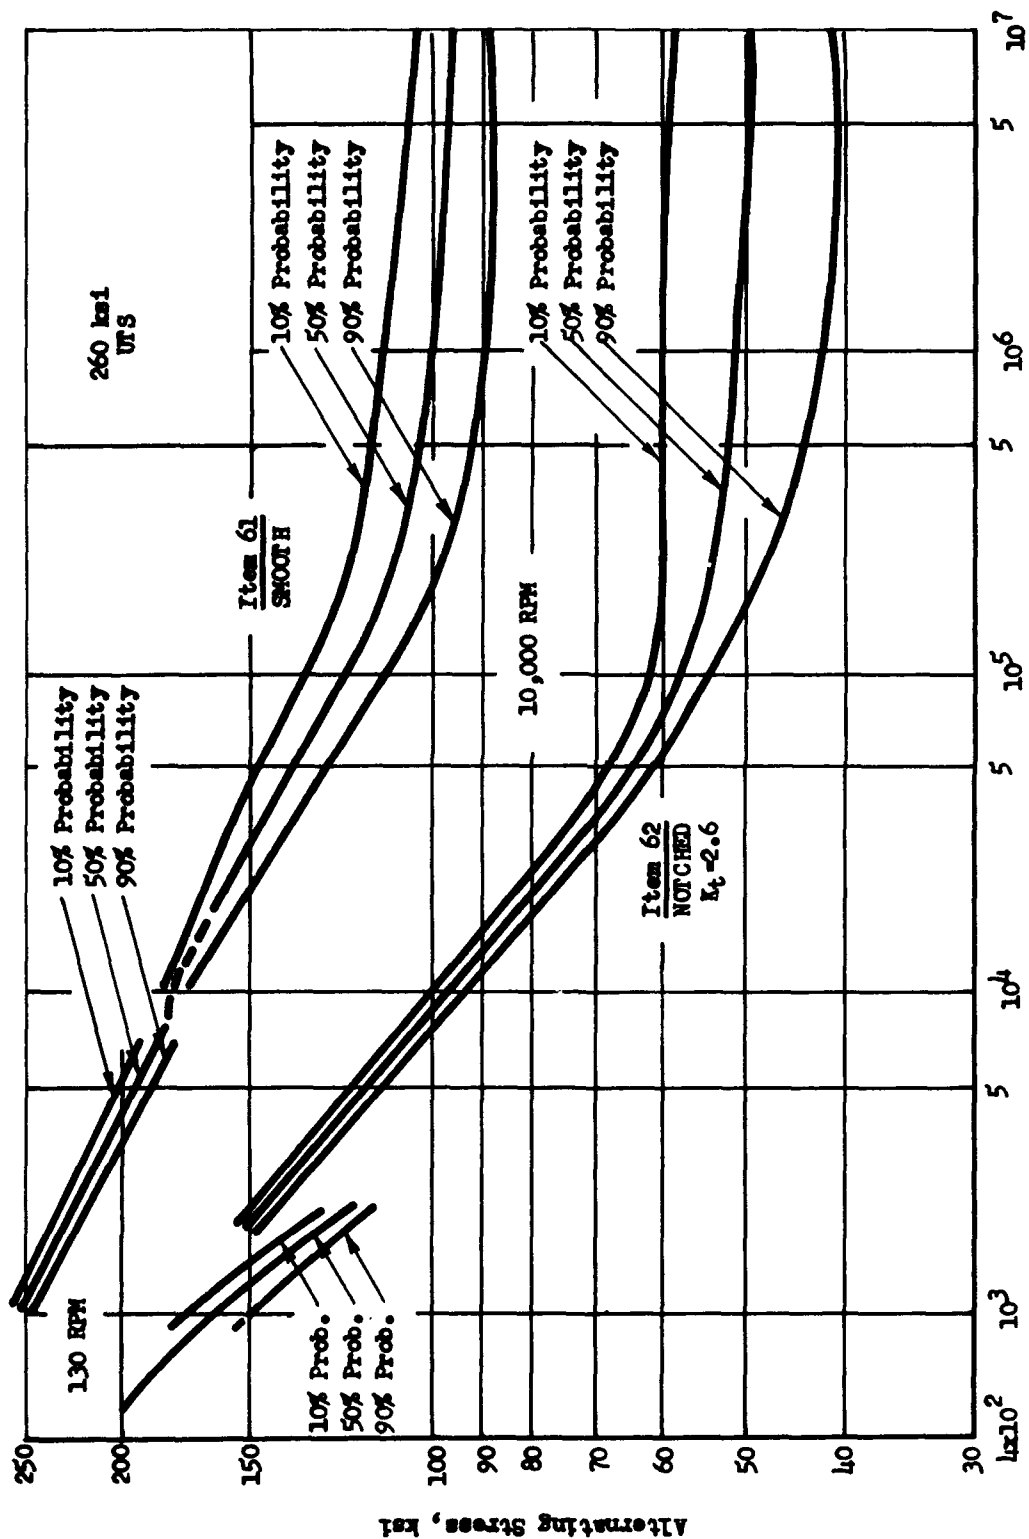 260 ksi
UTS
10% Probability
50% Probability
90% Probability
10% Probability
50% Probability
90% Probability
10% Probability
50% Probability
90% Probability
Item 61
SMOOTH
130 RPM
10,000 RPM
Item 62
NOTCHED
Kt=2.6
10% Prob.
50% Prob.
90% Prob.
Alternating Stress, ksi
250
200
150
100
90
80
70
60
50
40
30
4x10²
10³
5
10⁴
5
10⁵
5
10⁶
5
10⁷